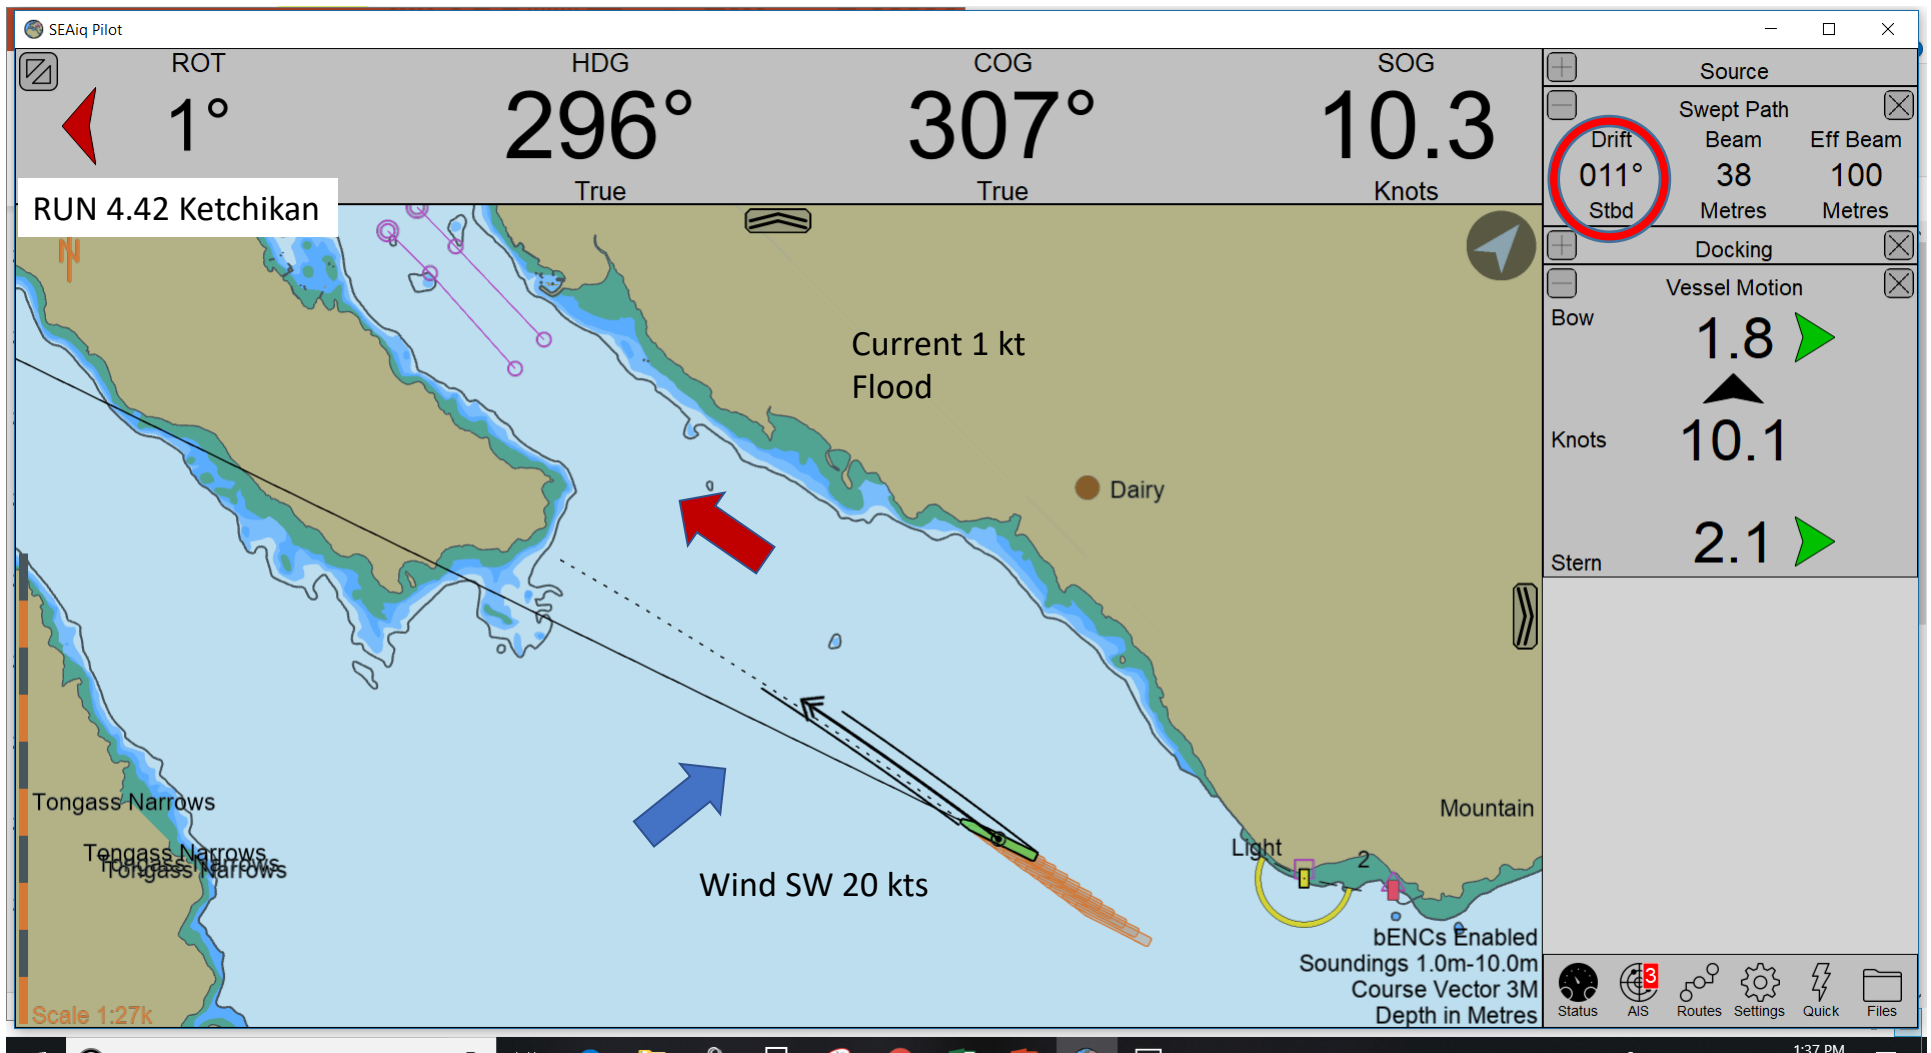 SEAiq Pilot
ROT
HDG
COG
SOG
1°
296°
307°
10.3
True
True
Knots
RUN 4.42 Ketchikan
N
Source
Swept Path
Drift
Beam
Eff Beam
011°
38
100
Stbd
Metres
Metres
Docking
Vessel Motion
Bow
1.8
Knots
10.1
Stern
2.1
Current 1 kt
Flood
Dairy
Mountain
Light
2
Wind SW 20 kts
Tongass Narrows
Tongass Narrows
Tongass Narrows
bENCs Enabled
Soundings 1.0m-10.0m
Course Vector 3M
Depth in Metres
Scale 1:27k
3
Status
AIS
Routes
Settings
Quick
Files
1:37 PM